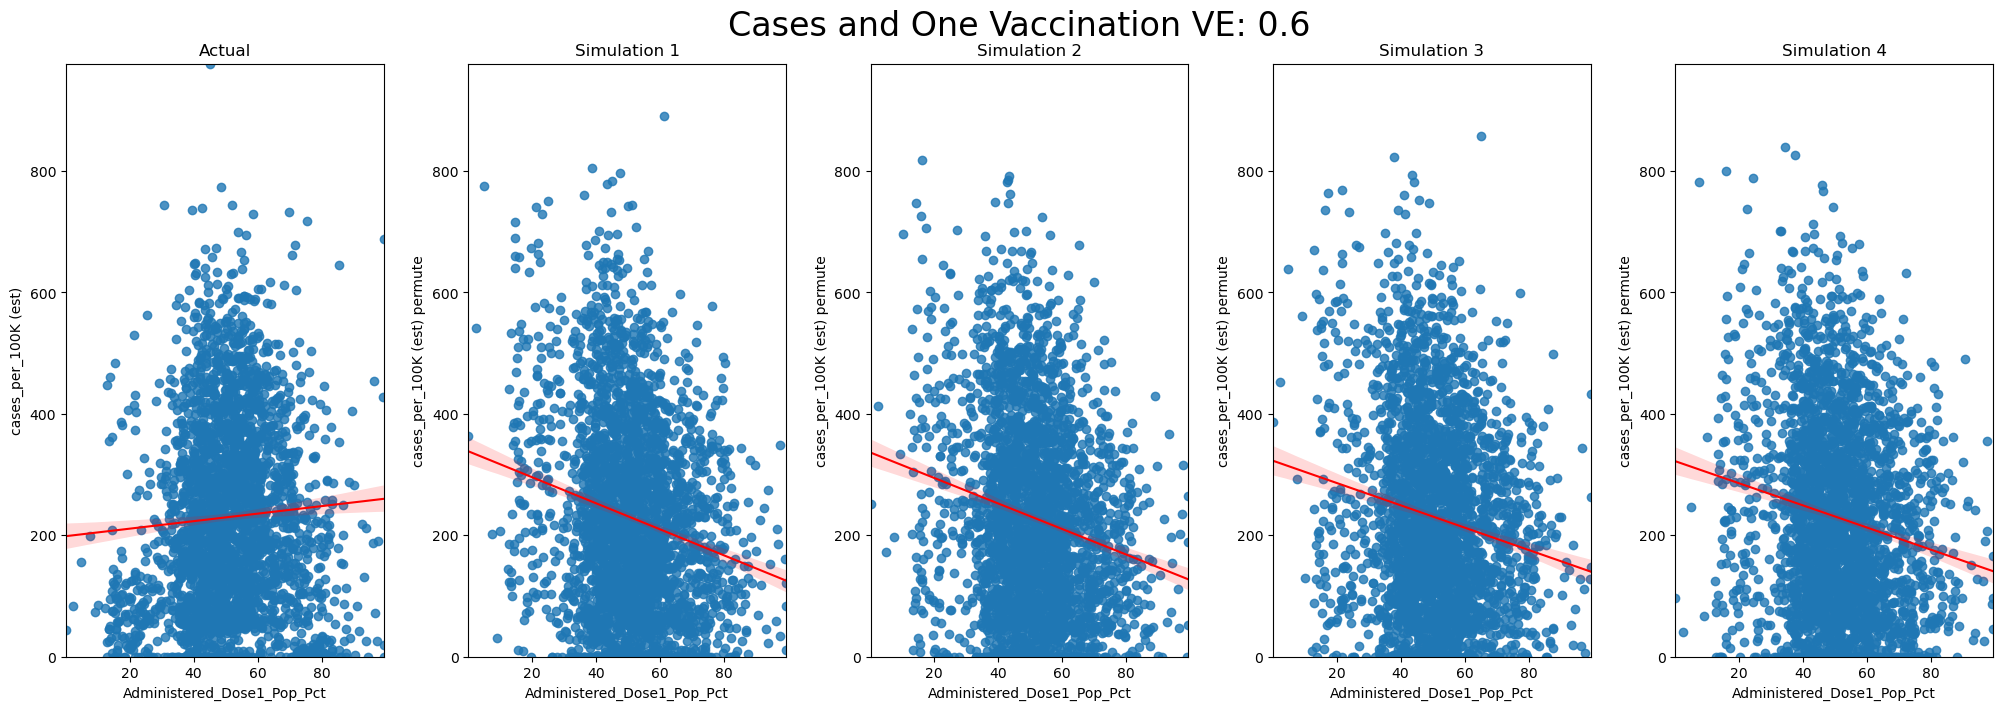 Cases and One Vaccination VE: 0.6
Actual
cases_per_100K (est)
800
600
400
200
0
20 40 60 80
Administered_Dose1_Pop_Pct
Simulation 1
cases_per_100K (est) permute
800
600
400
200
0
20 40 60 80
Administered_Dose1_Pop_Pct
Simulation 2
cases_per_100K (est) permute
800
600
400
200
0
20 40 60 80
Administered_Dose1_Pop_Pct
Simulation 3
cases_per_100K (est) permute
800
600
400
200
0
20 40 60 80
Administered_Dose1_Pop_Pct
Simulation 4
cases_per_100K (est) permute
800
600
400
200
0
20 40 60 80
Administered_Dose1_Pop_Pct